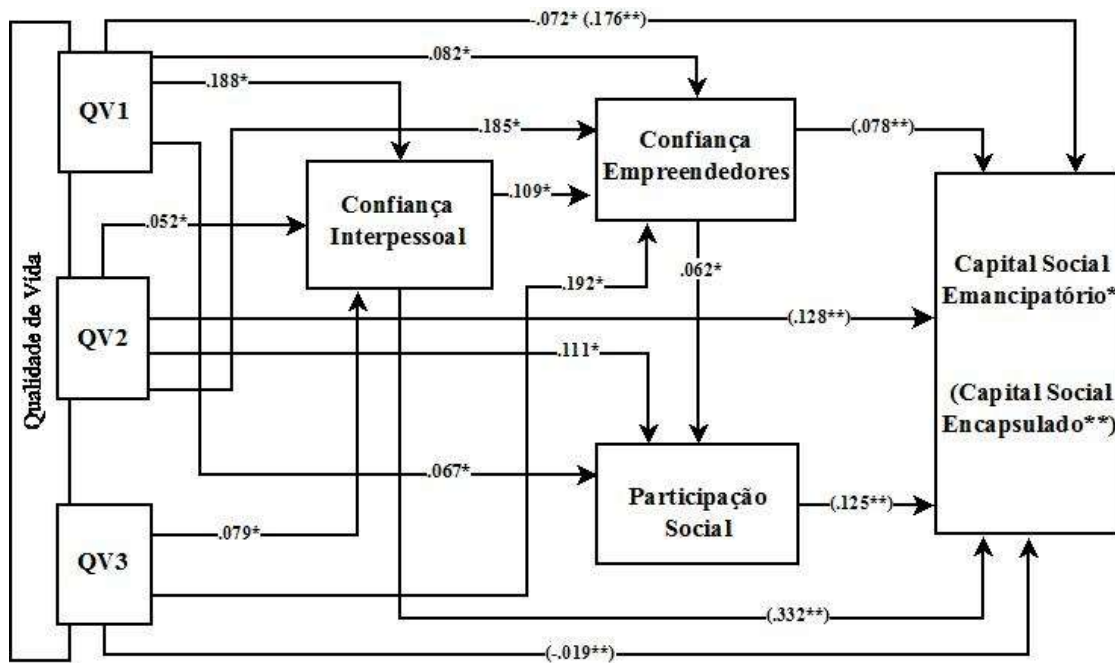 -.072* (.176**)
.082*
.188*
QV1
.185*
Confiança
Empreendedores
(.078**)
Confiança
Interpessoal
.109*
.052*
.062*
Capital Social
Emancipatório*
Qualidade de Vida
QV2
.192*
(.128**)
.111*
(Capital Social
Encapsulado**)
.067*
Participação
Social
(.125**)
.079*
QV3
(.332**)
(-.019**)